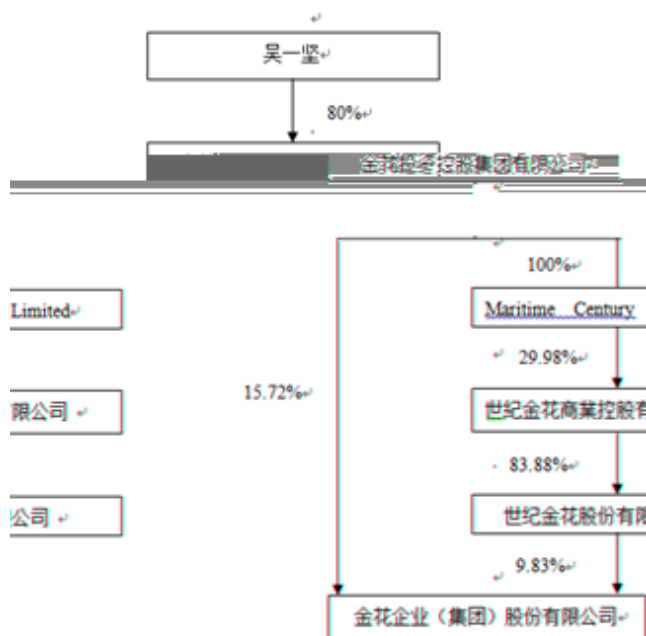 吴一坚
80%
金花投资控股集团有限公司
100%
Limited
Maritime Century
29.98%
15.72%
限公司
世纪金花商業控股有
83.88%
公司
世纪金花股份有限
9.83%
金花企业（集团）股份有限公司